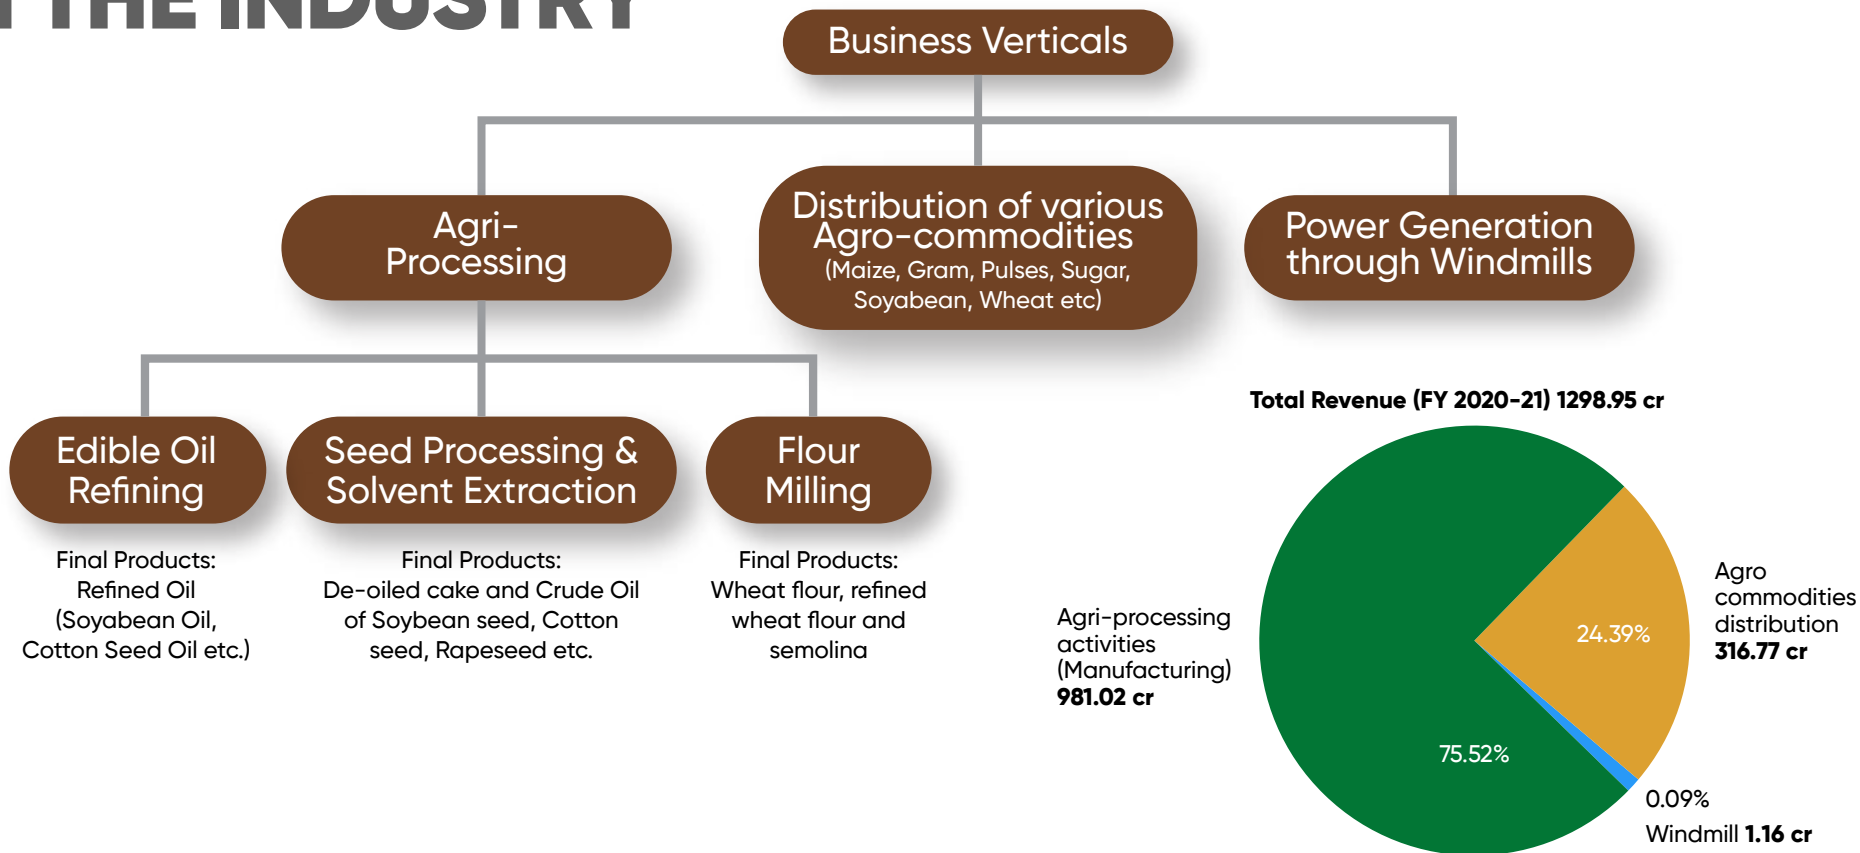 THE INDUSTRY
Business Verticals
Agri-
Processing
Distribution of various
Agro-commodities
(Maize, Gram, Pulses, Sugar,
Soyabean, Wheat etc)
Power Generation
through Windmills
Edible Oil
Refining
Seed Processing &
Solvent Extraction
Flour
Milling
Final Products:
Refined Oil
(Soyabean Oil,
Cotton Seed Oil etc.)
Final Products:
De-oiled cake and Crude Oil
of Soybean seed, Cotton
seed, Rapeseed etc.
Final Products:
Wheat flour, refined
wheat flour and
semolina
Total Revenue (FY 2020-21) 1298.95 cr
Agri-processing
activities
(Manufacturing)
981.02 cr
75.52%
24.39%
Agro
commodities
distribution
316.77 cr
0.09%
Windmill 1.16 cr